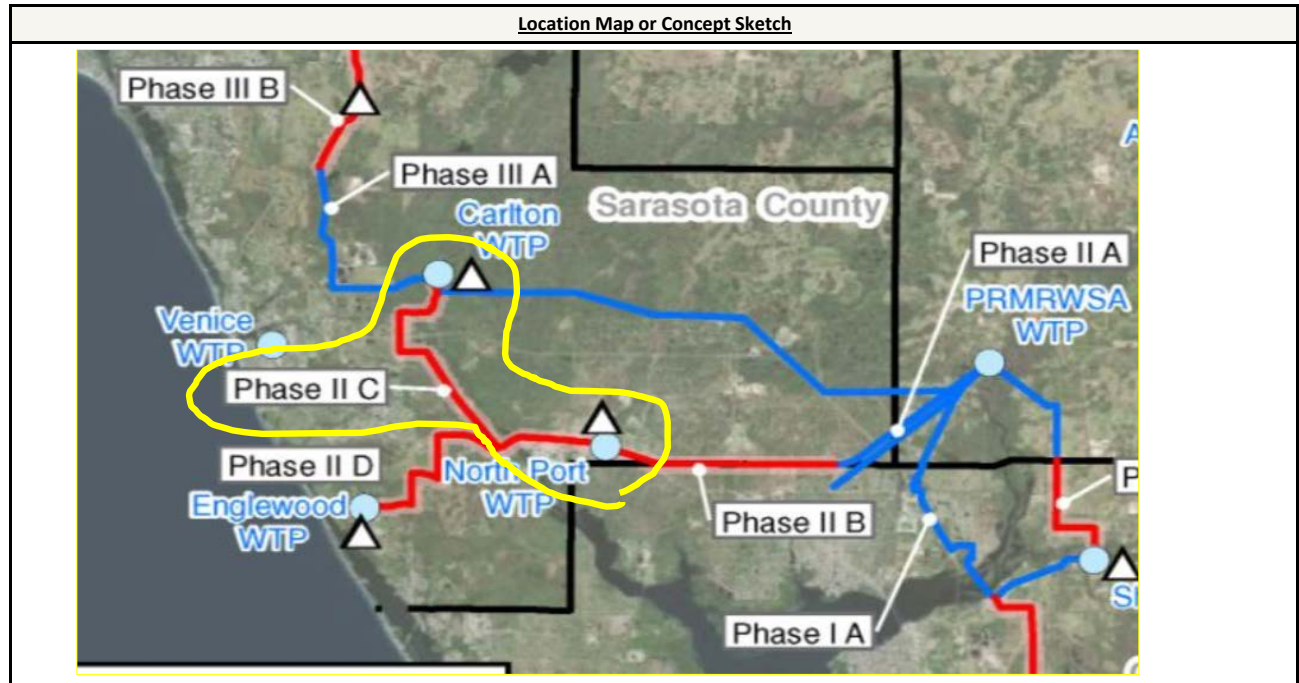 Location Map or Concept Sketch
Phase III B
Phase III A
Carlton
WTP
Sarasota County
Phase II A
PRMRWSA
WTP
Venice
WTP
Phase II C
Phase II D
North Port
WTP
Englewood
WTP
Phase II B
Phase I A